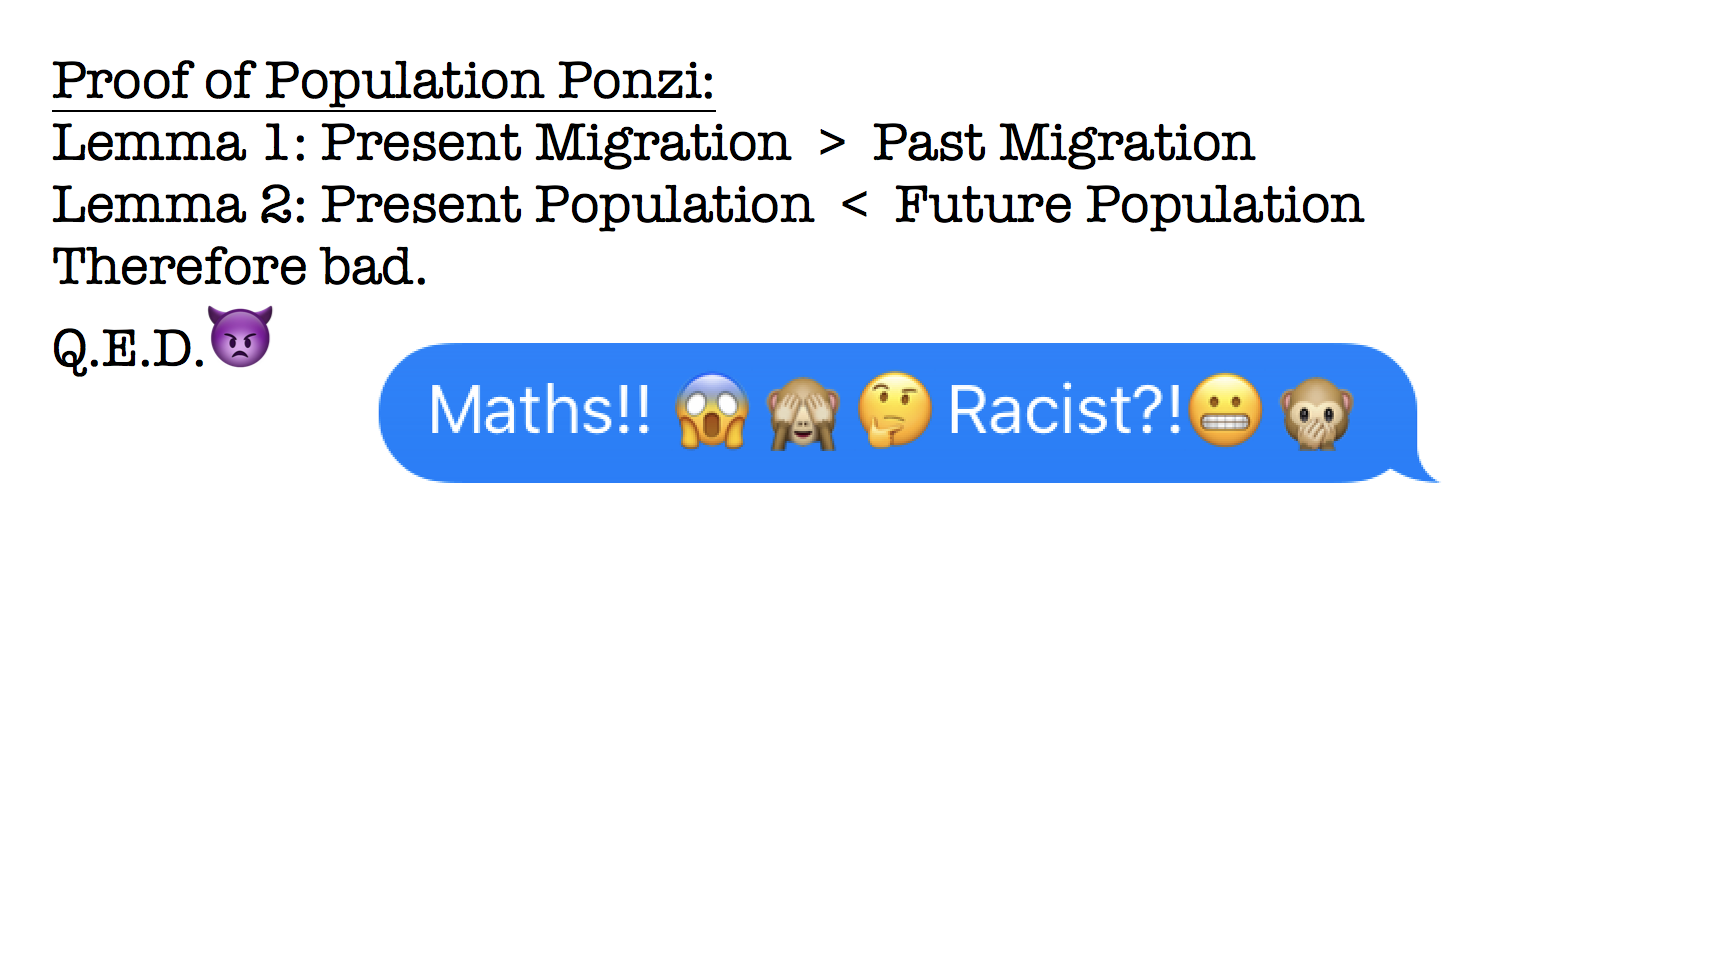 Proof of Population Ponzi:
Lemma 1: Present Migration > Past Migration
Lemma 2: Present Population < Future Population
Therefore bad.
Q.E.D.👿
Maths!! 😱 🙈 🤔 Racist?!😬 🙊